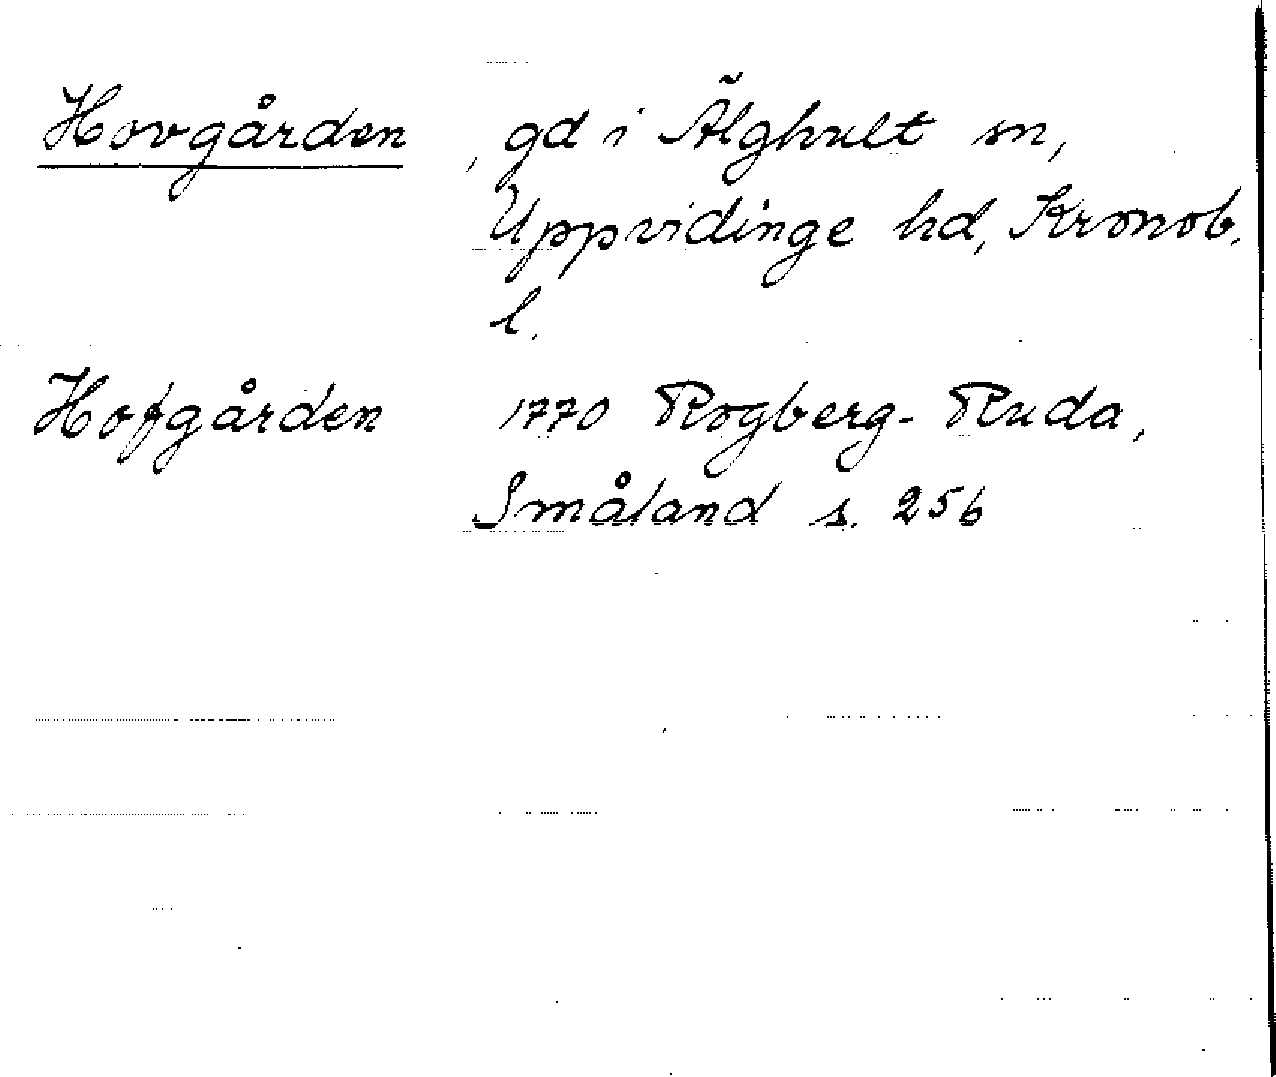 Hovgården, gd i Älghult sn,
Uppvidinge hd, Kronob.
l.
Hofgården 1770 Rogberg-Ruda,
Småland s. 256